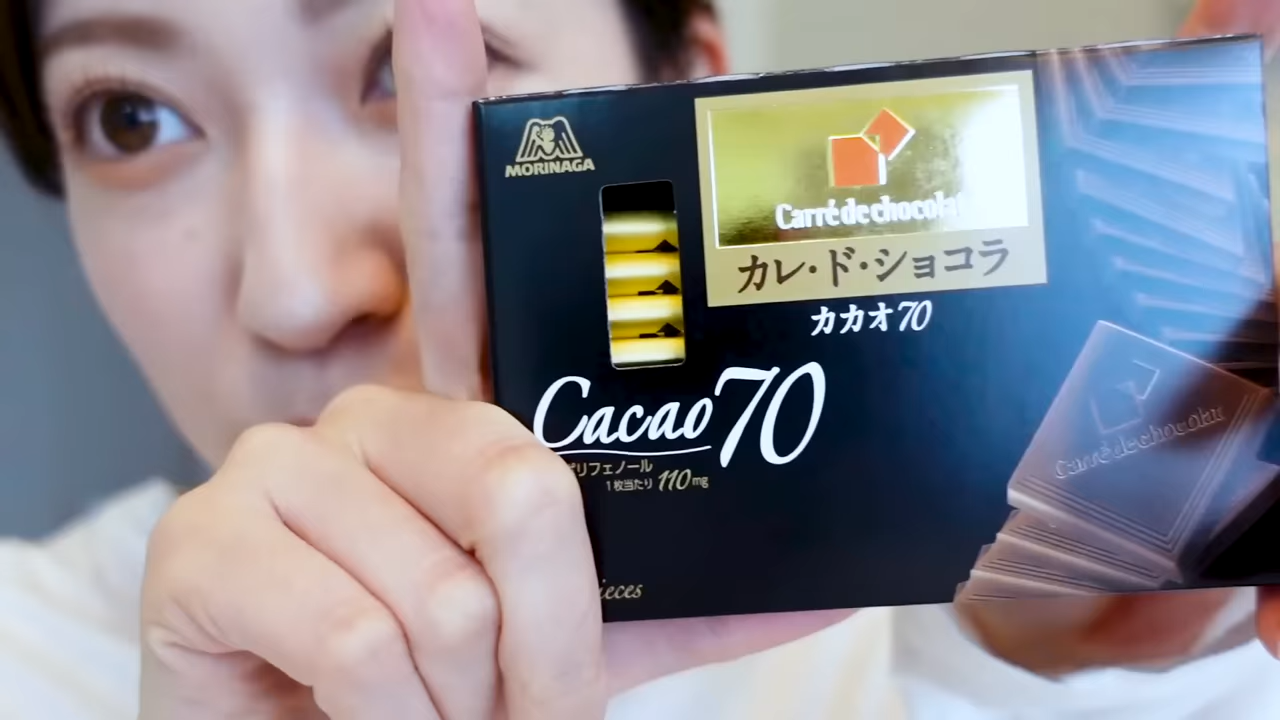 MORINAGA
Carré de chocolat
カレ・ド・ショコラ
カカオ70
Cacao70
リフェノール
1枚当たり 110mg
Carré de chocolat